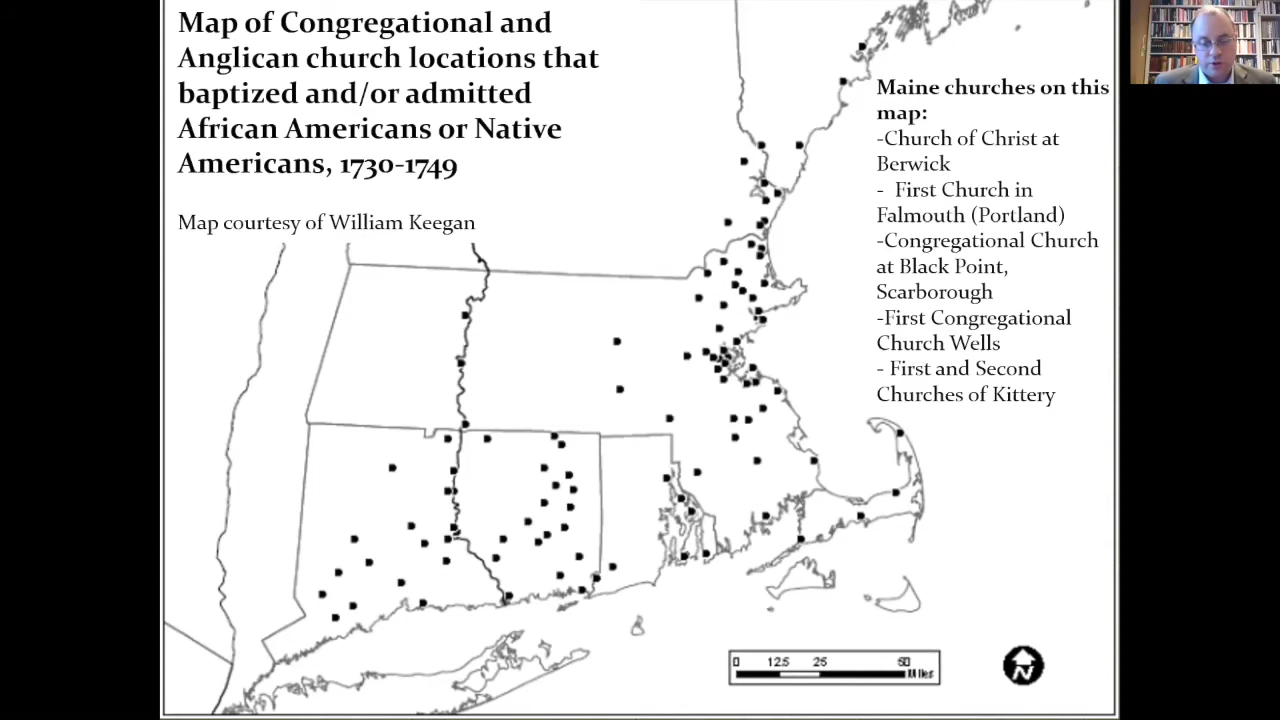 Map of Congregational and
Anglican church locations that
baptized and/or admitted
African Americans or Native
Americans, 1730-1749
Map courtesy of William Keegan
Maine churches on this
map:
-Church of Christ at
Berwick
- First Church in
Falmouth (Portland)
-Congregational Church
at Black Point,
Scarborough
-First Congregational
Church Wells
- First and Second
Churches of Kittery
0 12.5 25 50
Miles
N